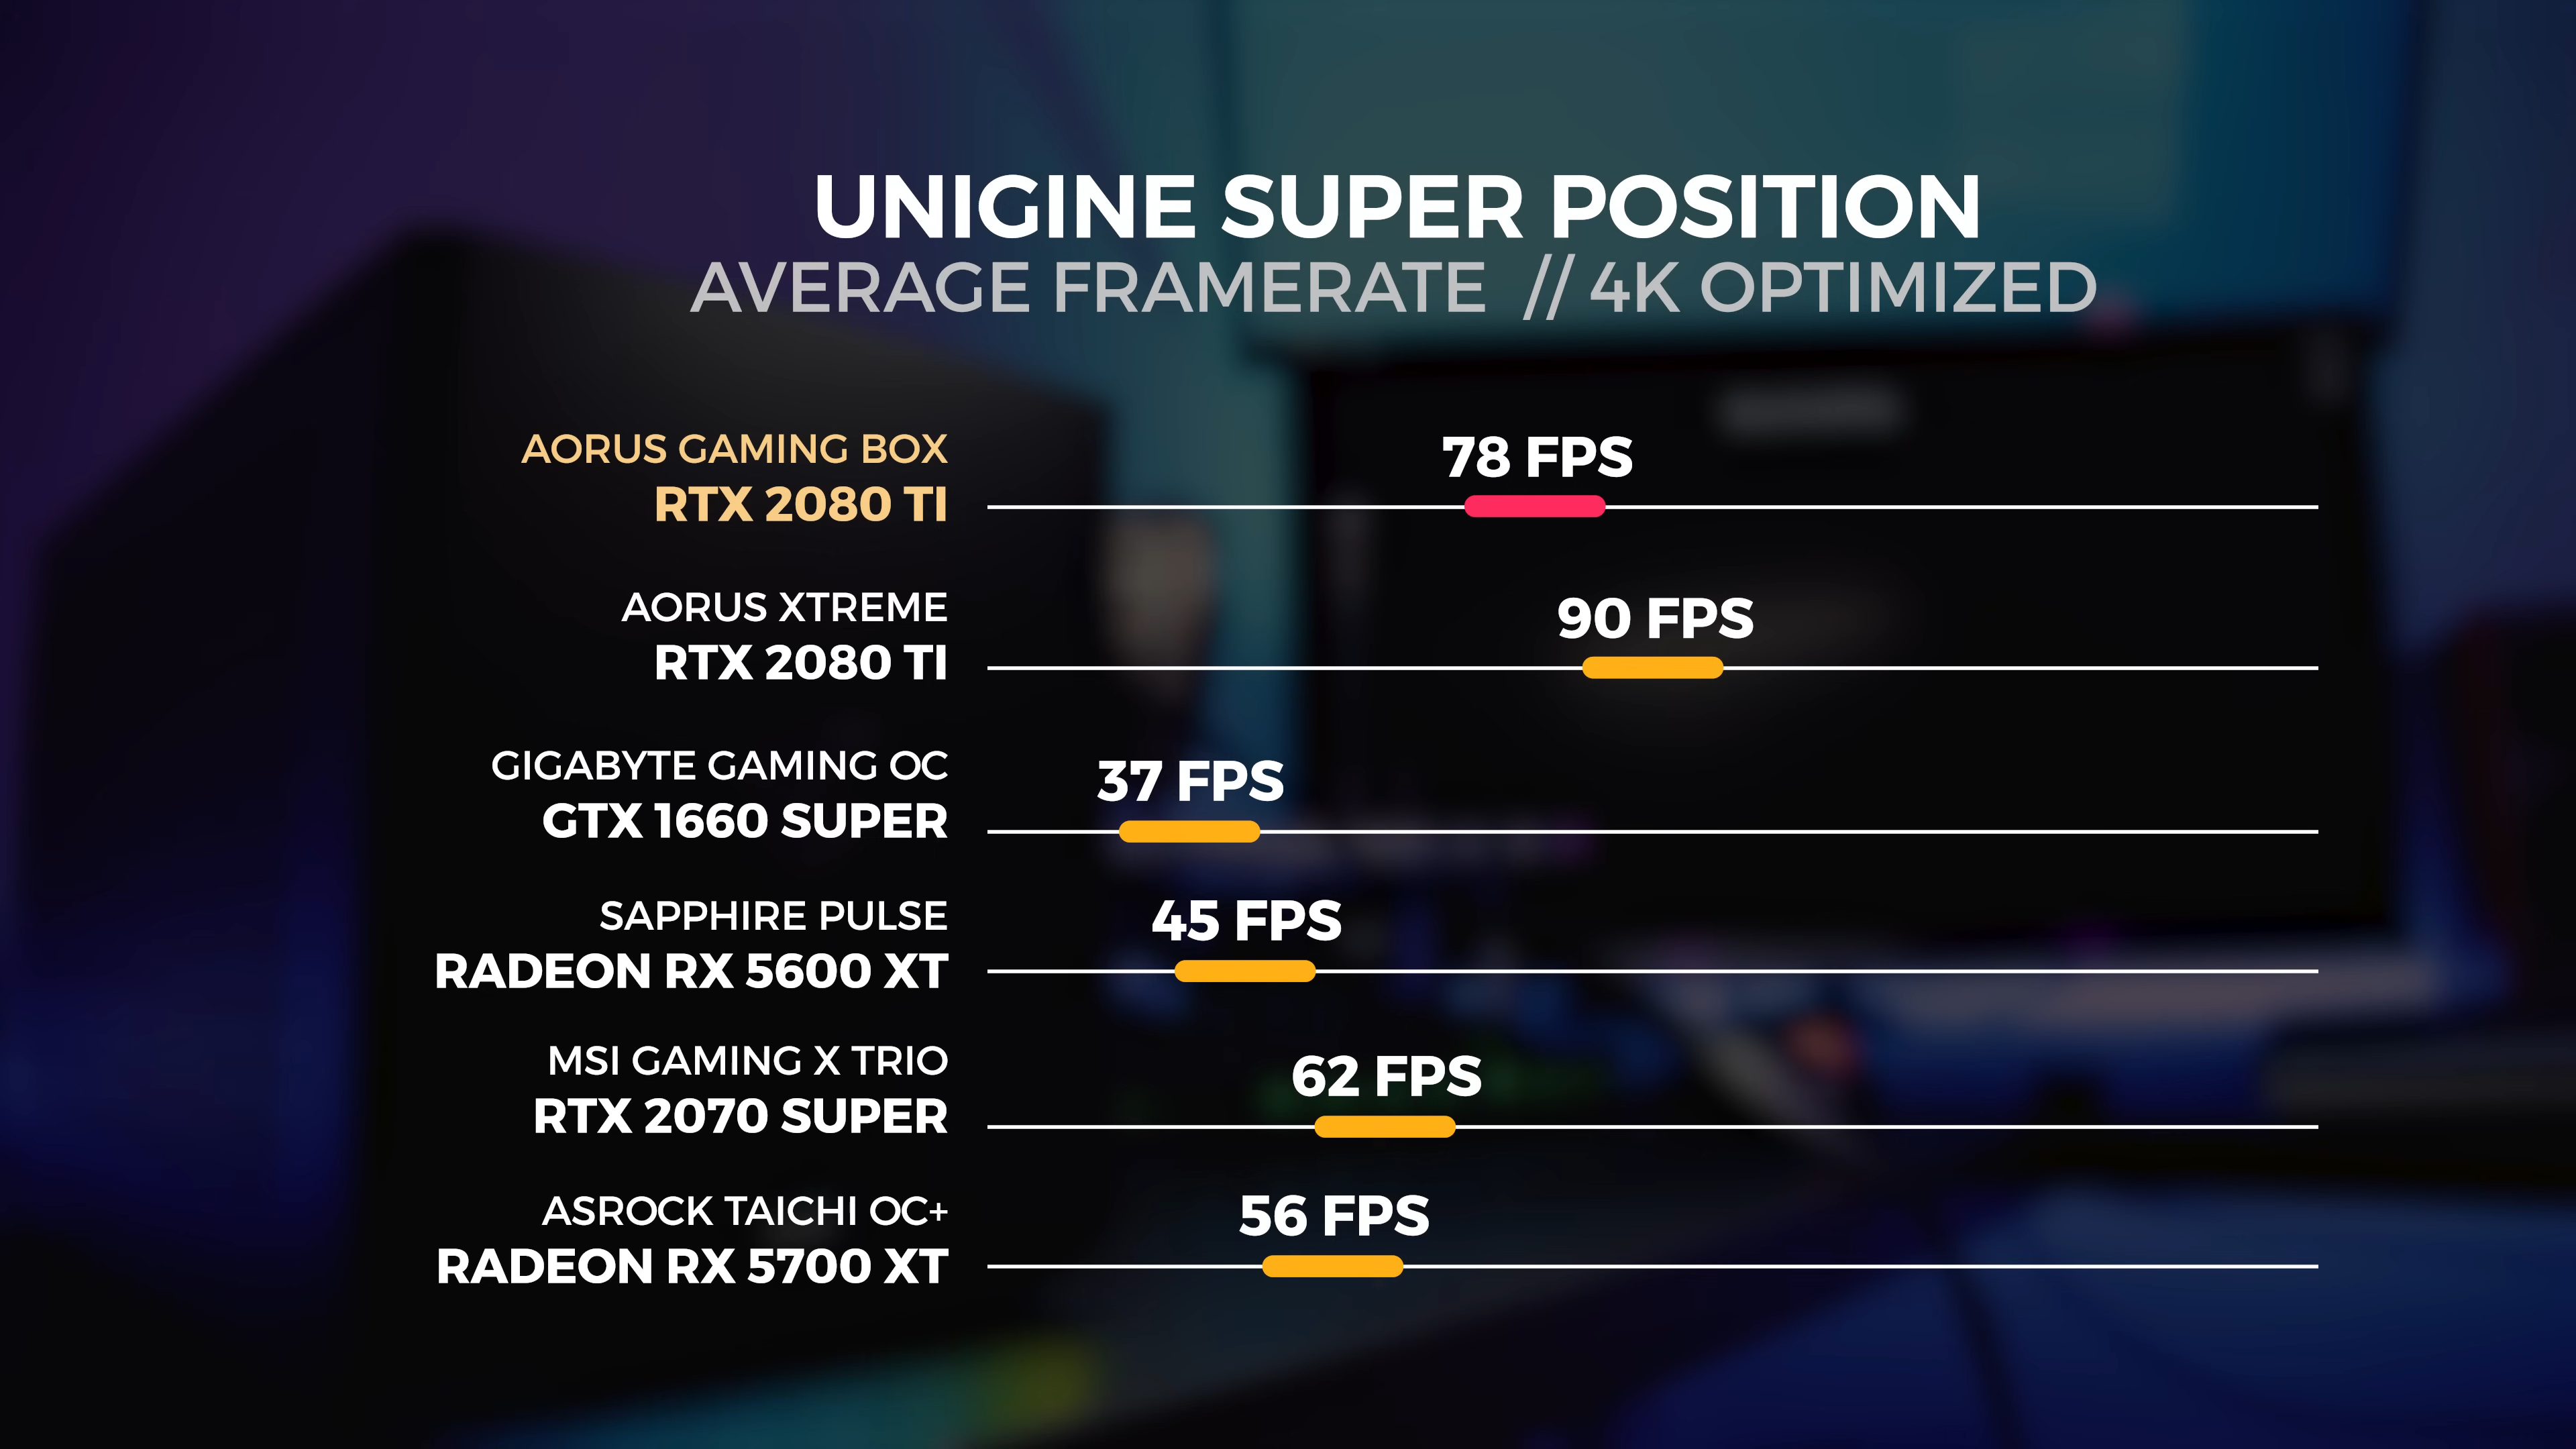 UNIGINE SUPER POSITION
AVERAGE FRAMERATE // 4K OPTIMIZED
AORUS GAMING BOX
RTX 2080 TI
78 FPS
AORUS XTREME
RTX 2080 TI
90 FPS
GIGABYTE GAMING OC
GTX 1660 SUPER
37 FPS
SAPPHIRE PULSE
RADEON RX 5600 XT
45 FPS
MSI GAMING X TRIO
RTX 2070 SUPER
62 FPS
ASROCK TAICHI OC+
RADEON RX 5700 XT
56 FPS